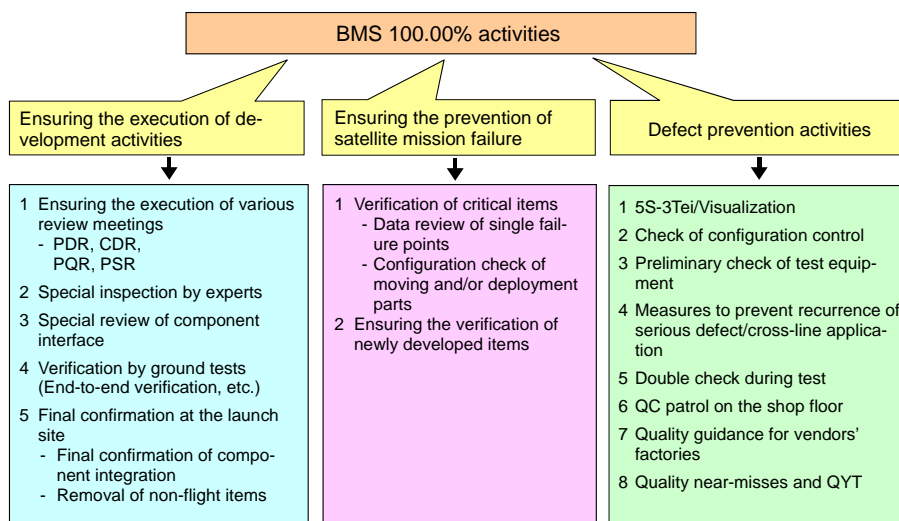 BMS 100.00% activities
Ensuring the execution of de-
velopment activities
1 Ensuring the execution of various
review meetings
- PDR, CDR,
PQR, PSR
2 Special inspection by experts
3 Special review of component
interface
4 Verification by ground tests
(End-to-end verification, etc.)
5 Final confirmation at the launch
site
- Final confirmation of compo-
nent integration
- Removal of non-flight items
Ensuring the prevention of
satellite mission failure
1 Verification of critical items
- Data review of single fail-
ure points
- Configuration check of
moving and/or deployment
parts
2 Ensuring the verification of
newly developed items
Defect prevention activities
1 5S-3Tei/Visualization
2 Check of configuration control
3 Preliminary check of test equip-
ment
4 Measures to prevent recurrence of
serious defect/cross-line applica-
tion
5 Double check during test
6 QC patrol on the shop floor
7 Quality guidance for vendors’
factories
8 Quality near-misses and QYT